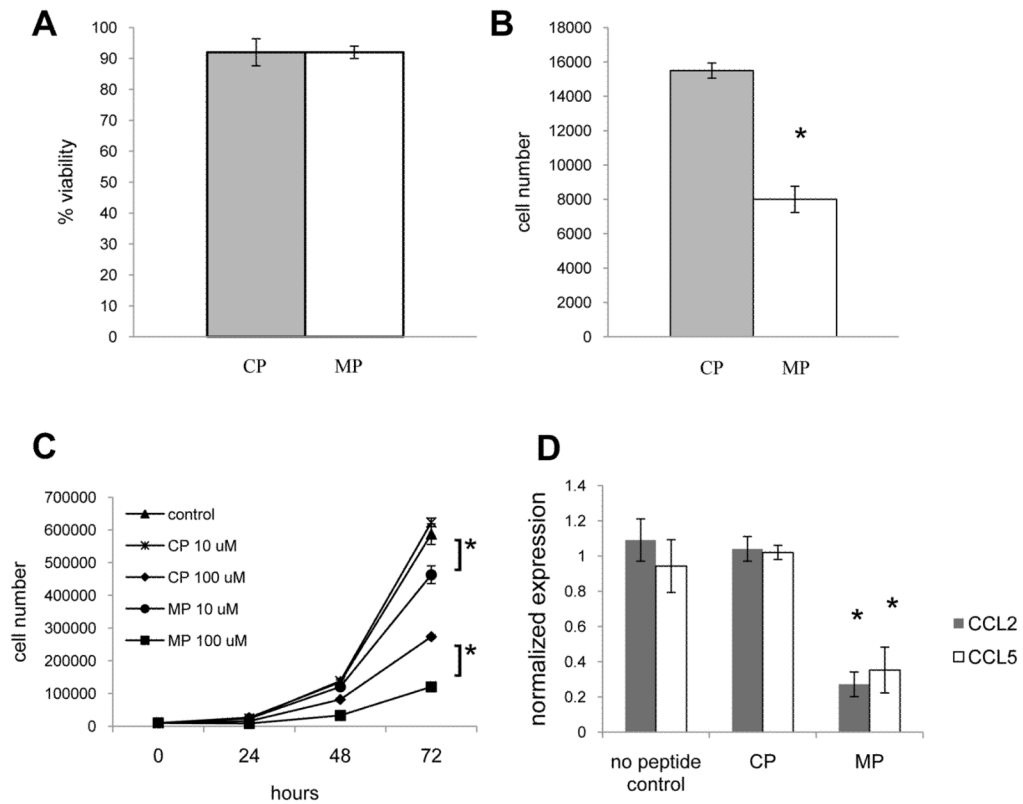 A
100
90
80
70
60
50
40
30
20
10
0
% viability
CP
MP
B
18000
16000
14000
12000
10000
8000
6000
4000
2000
0
cell number
*
CP
MP
C
700000
600000
500000
400000
300000
200000
100000
0
cell number
control
CP 10 uM
CP 100 uM
MP 10 uM
MP 100 uM
*
*
0
24
48
72
hours
D
1.4
1.2
1
0.8
0.6
0.4
0.2
0
normalized expression
*
*
CCL2
CCL5
no peptide
control
CP
MP